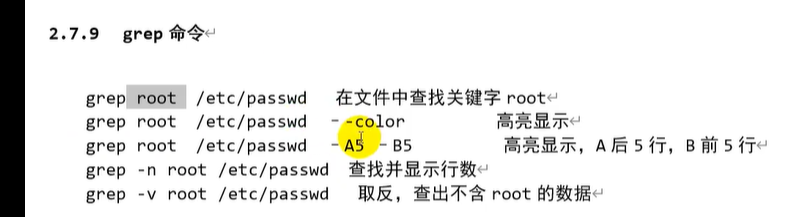 2.7.9 grep 命令
grep root /etc/passwd 在文件中查找关键字 root
grep root /etc/passwd --color 高亮显示
grep root /etc/passwd -A5 -B5 高亮显示，A 后 5 行，B 前 5 行
grep -n root /etc/passwd 查找并显示行数
grep -v root /etc/passwd 取反，查出不含 root 的数据